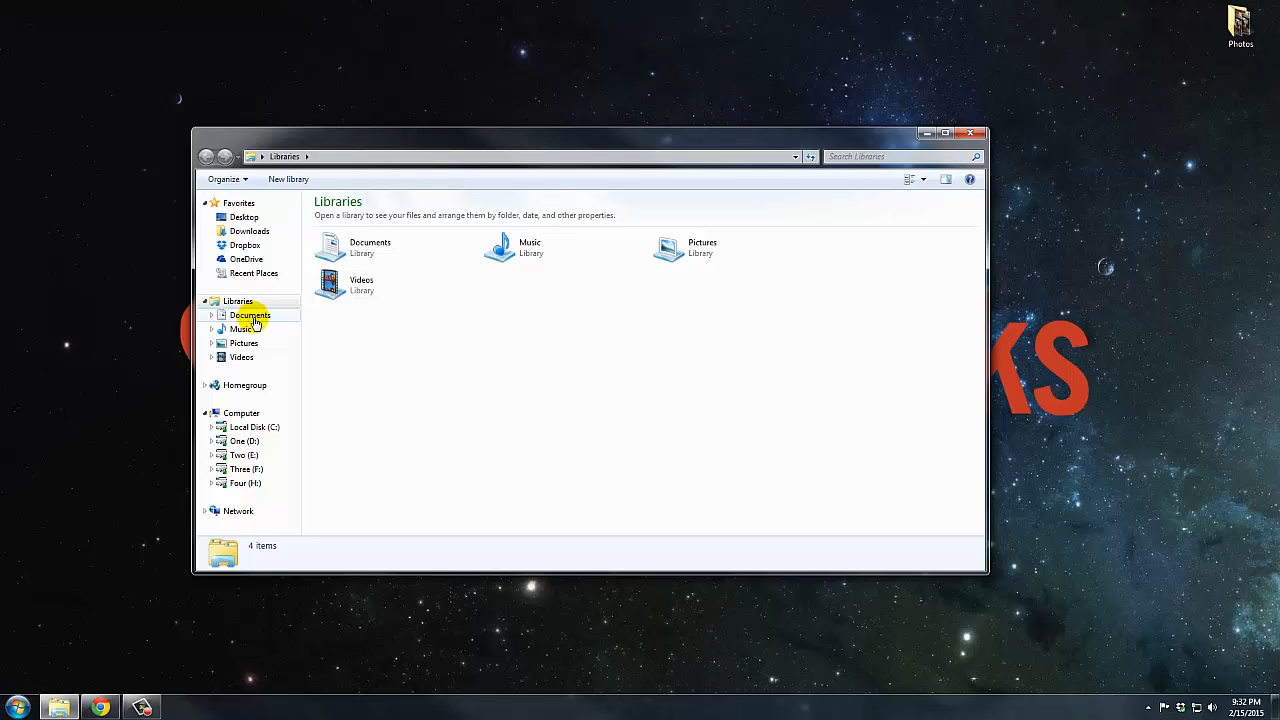 Photos
Libraries
Search Libraries
Organize
New library
Favorites
Desktop
Downloads
Dropbox
OneDrive
Recent Places
Libraries
Documents
Music
Pictures
Videos
Homegroup
Computer
Local Disk (C:)
One (D:)
Two (E:)
Three (F:)
Four (H:)
Network
Libraries
Open a library to see your files and arrange them by folder, date, and other properties.
Documents
Library
Music
Library
Pictures
Library
Videos
Library
4 items
KS
9:32 PM
2/15/2015